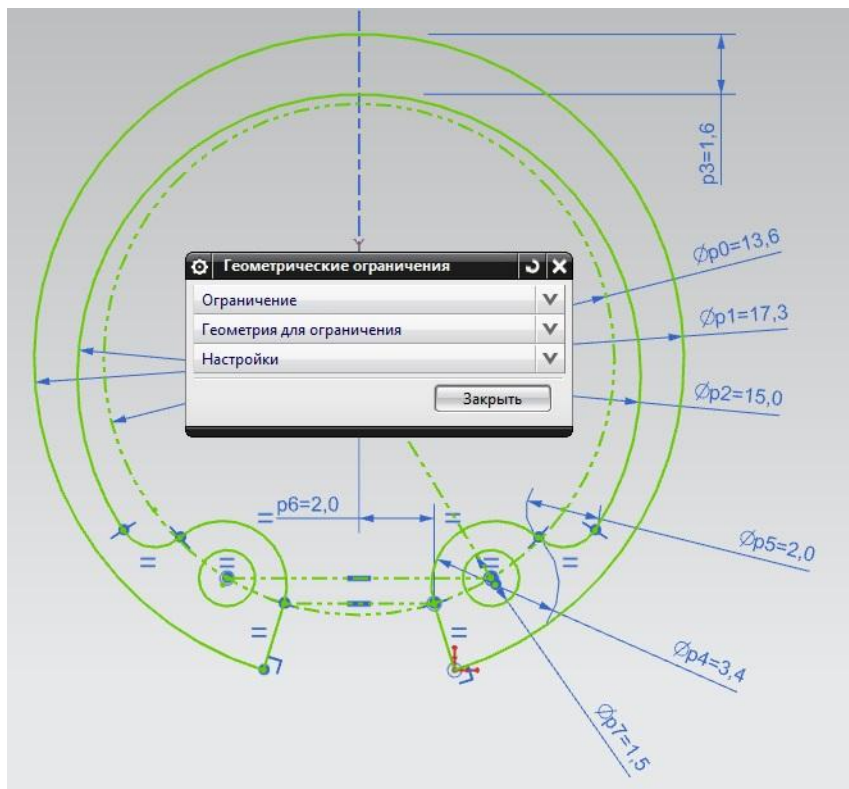 p3=1,6
Øp0=13,6
Y
Геометрические ограничения
Ограничение
Геометрия для ограничения
Настройки
Закрыть
Øp1=17,3
Øp2=15,0
p6=2,0
Øp5=2,0
Øp4=3,4
Øp7=1,5